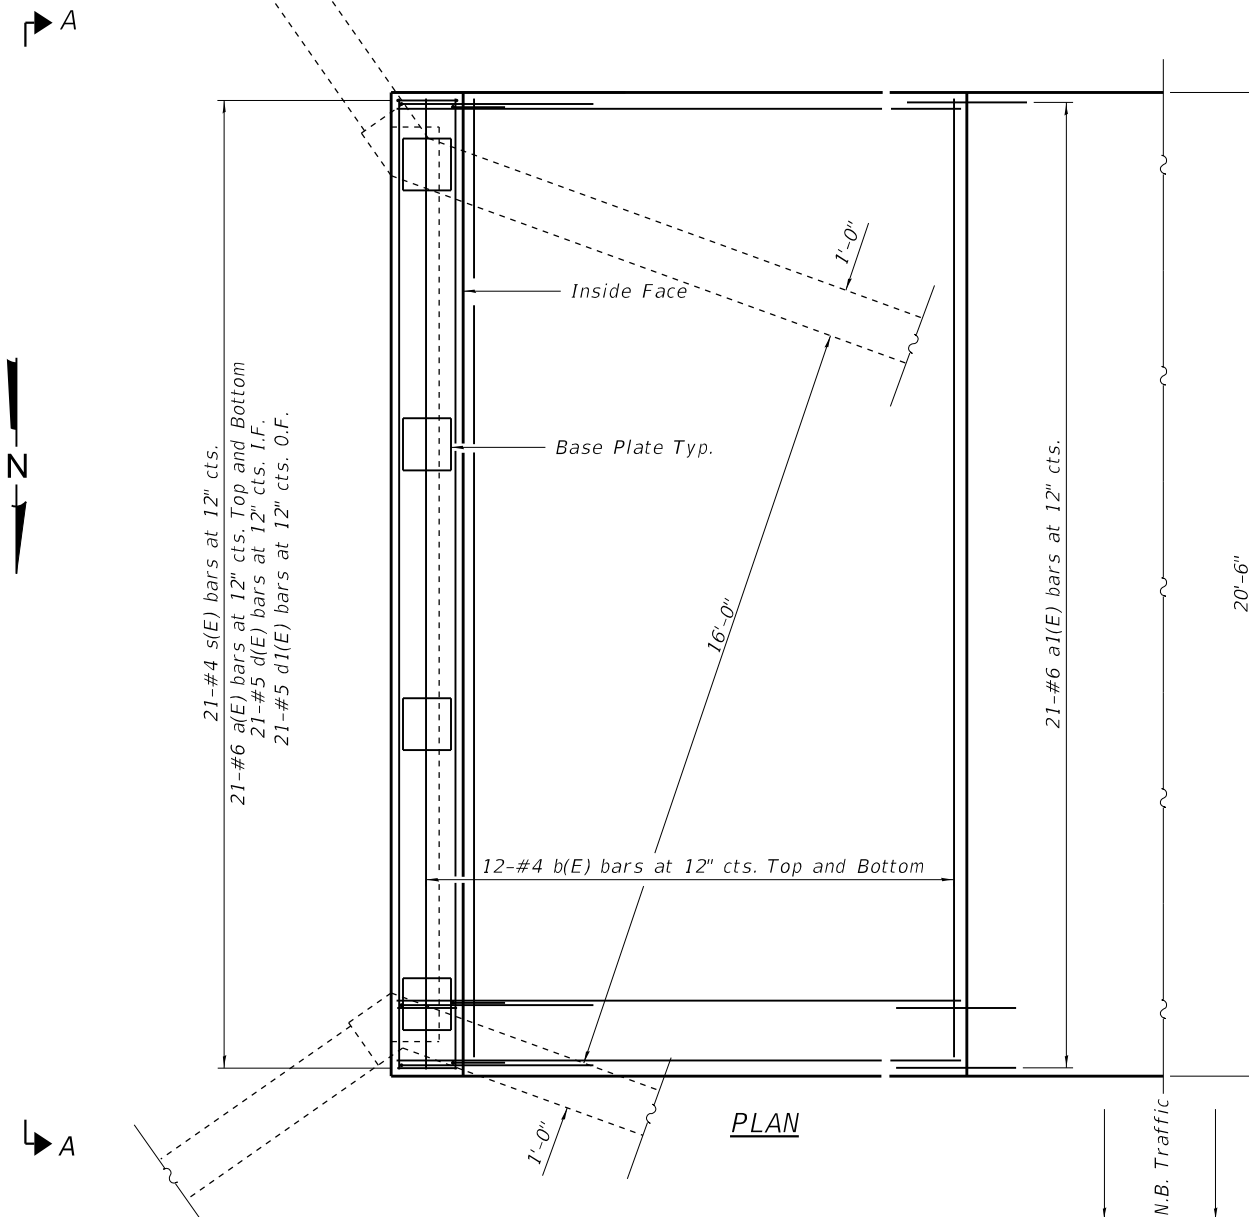 A
1'-0"
Inside Face
Base Plate Typ.
N
21-#4 s(E) bars at 12" cts.
21-#6 a(E) bars at 12" cts. Top and Bottom
21-#5 d(E) bars at 12" cts. I.F.
21-#5 d1(E) bars at 12" cts. O.F.
16'-0"
21-#6 a1(E) bars at 12" cts.
20'-6"
12-#4 b(E) bars at 12" cts. Top and Bottom
1'-0"
PLAN
A
N.B. Traffic